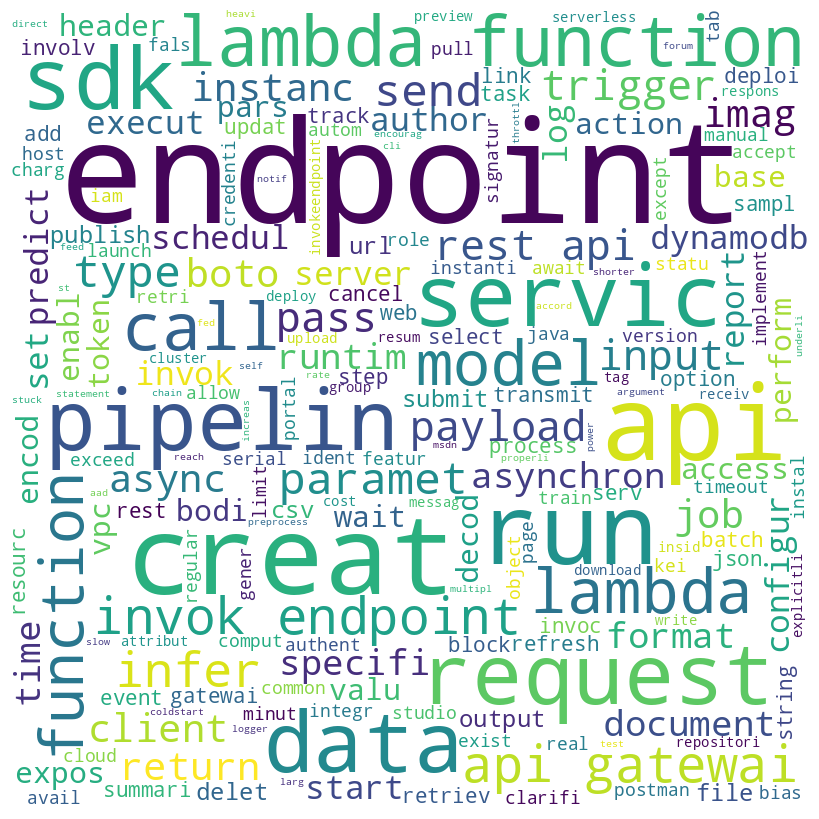 direct
heavi
preview
serverless
header
lambda function
tab
involv
fals
pull
forum
sdk
instanc
send
link
trigger
deploi
task
respons
pars
track
author
log
imag
execut
add
updat
autom
encourag
cli
throttl
action
manual
accept
host
charg
endpoint
base
iam
notif
credenti
invokeendpoint
signatur
except
sampl
publish
schedul
url
role
rest api
dynamodb
feed
launch
predict
st
type
boto
server
instanti
await
statu
shorter
implement
retri
deploy
cancel
web
servic
accord
report
set
enabl
token
call
fed
pass
upload
resum
select
java
version
underli
cluster
self
runtim
model
input
option
perform
stuck
statement
chain
invok
rate
step
group
tag
argument
receiv
power
allow
portal
submit
transmit
pipelin
increas
payload
process
msdn
properli
api
encod
exceed
reach
serial
ident
featur
asynchron
access
aad
async
limit
paramet
train
serv
timeout
instal
vpc
rest
bodi
csv
cost
messag
wait
decod
object
page
job
batch
resourc
function
creat
preprocess
run
download
insid
kei
json
configur
explicitli
regular
gener
multipl
lambda
time
invok endpoint
invoc
write
format
slow
attribut
comput
authent
block
refresh
infer
specifi
request
string
event
gatewai
common
valu
client
coldstart
minut
integr
studio
output
document
cloud
logger
data
exist
real
test
repositori
expos
return
api gatewai
avail
summari
delet
larg
start
retriev
clarifi
postman
file
bias